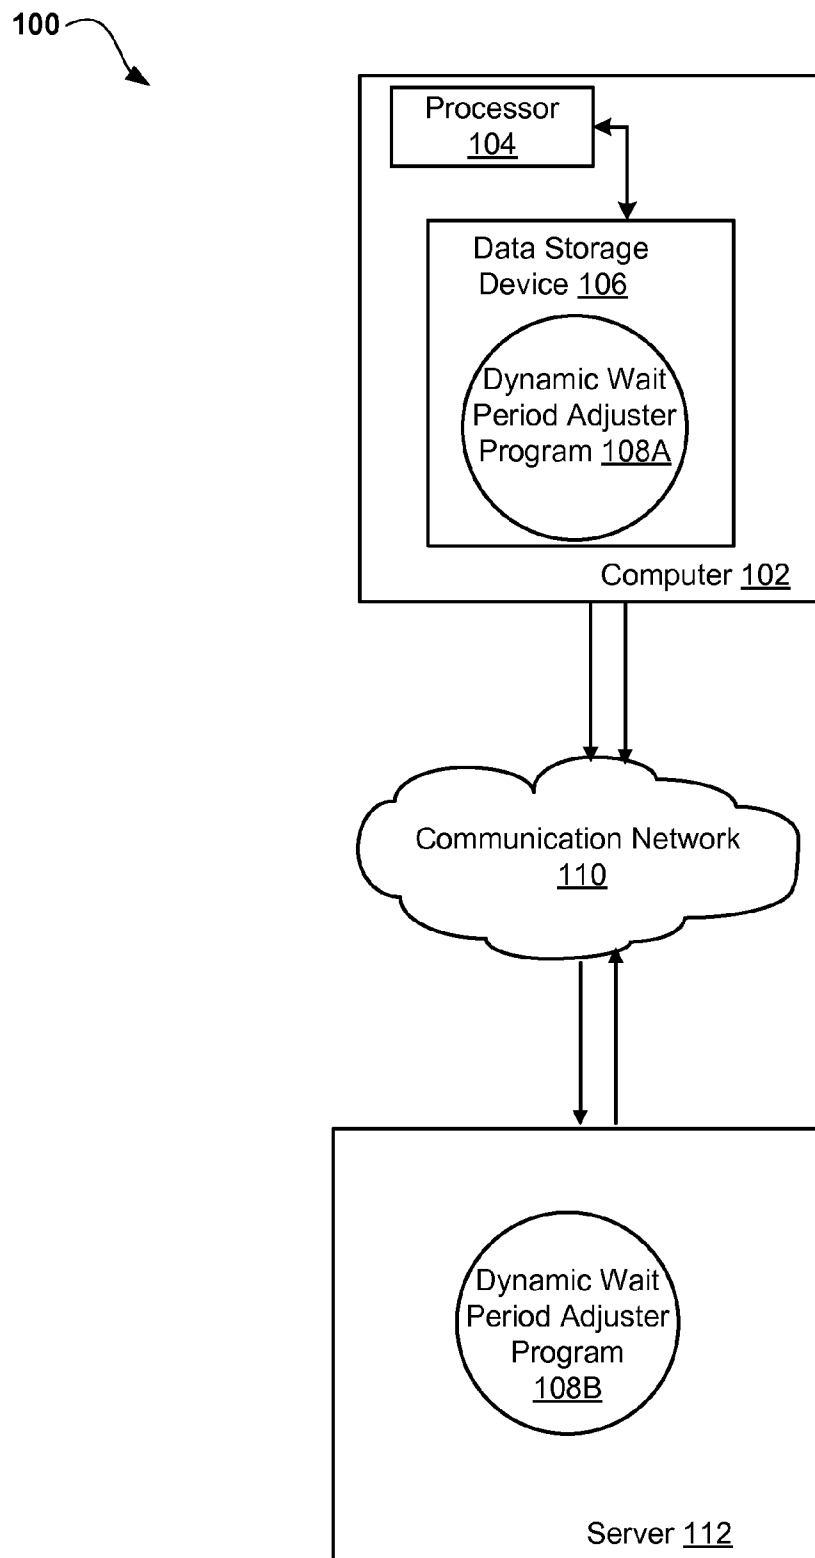 100
Processor
104
Data Storage
Device 106
Dynamic Wait
Period Adjuster
Program 108A
Computer 102
Communication Network
110
Dynamic Wait
Period Adjuster
Program
108B
Server 112